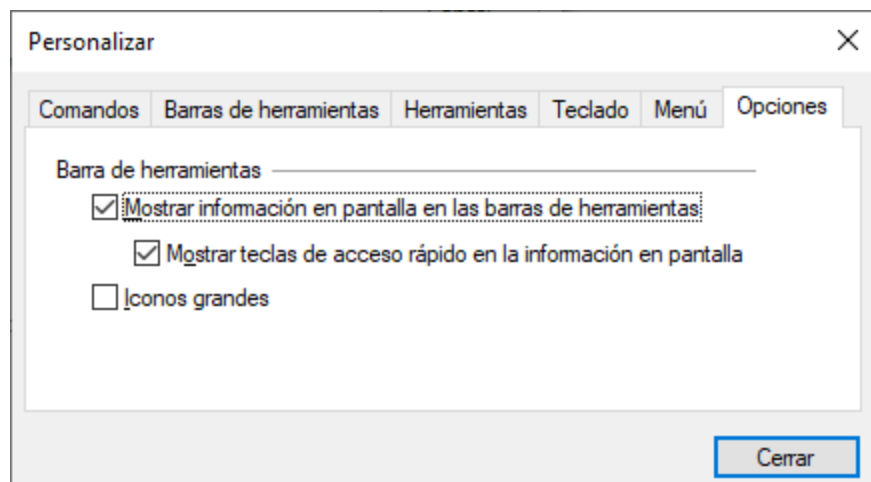 Personalizar
Comandos Barras de herramientas Herramientas Teclado Menú Opciones
Barra de herramientas
Mostrar información en pantalla en las barras de herramientas
Mostrar teclas de acceso rápido en la información en pantalla
Iconos grandes
Cerrar